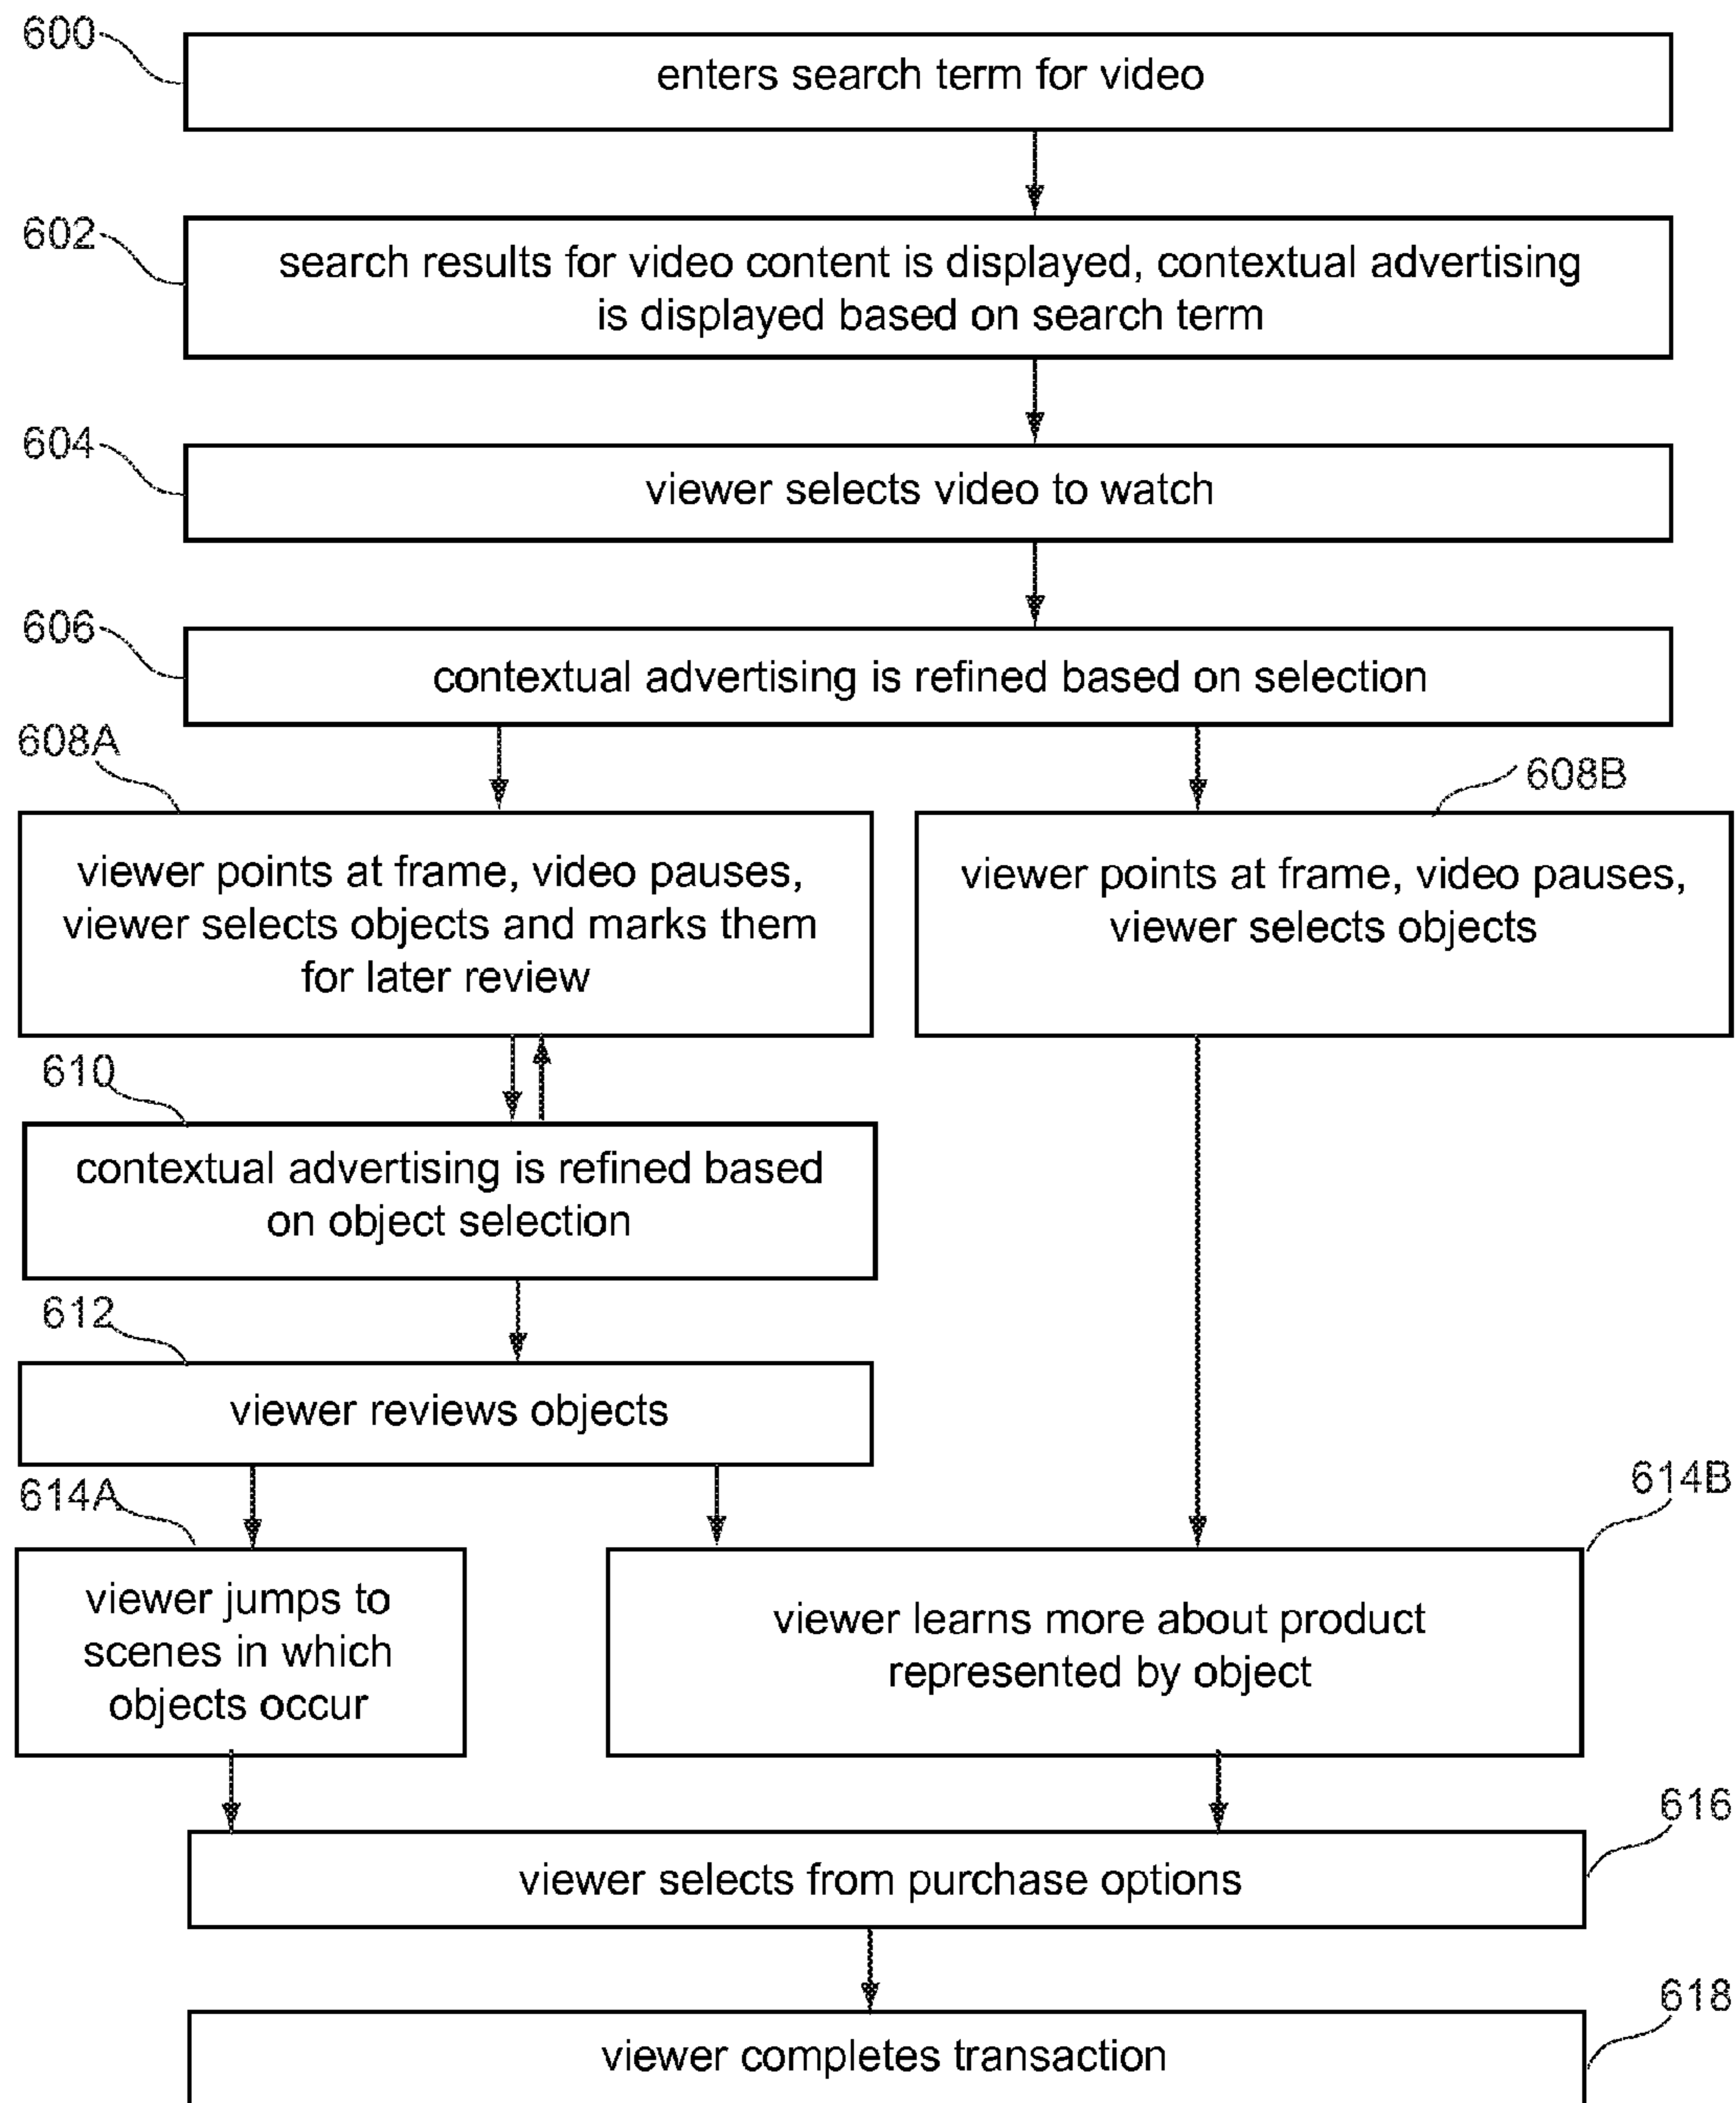 600
enters search term for video
602
search results for video content is displayed, contextual advertising
is displayed based on search term
604
viewer selects video to watch
606
contextual advertising is refined based on selection
608A
608B
viewer points at frame, video pauses,
viewer selects objects and marks them
for later review
viewer points at frame, video pauses,
viewer selects objects
610
contextual advertising is refined based
on object selection
612
viewer reviews objects
614A
614B
viewer jumps to
scenes in which
objects occur
viewer learns more about product
represented by object
616
viewer selects from purchase options
618
viewer completes transaction